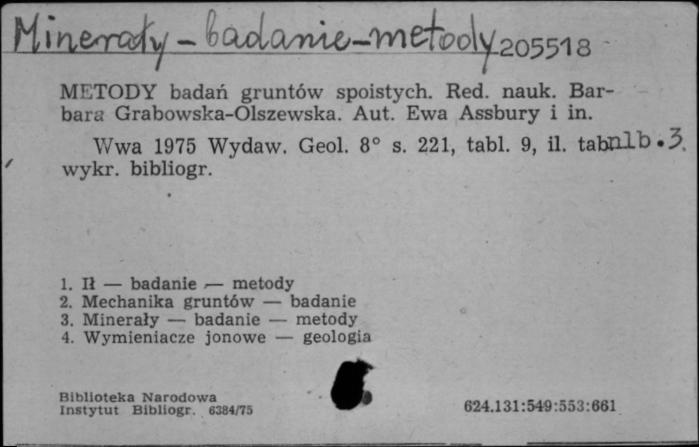 Minerały - badanie - metody 205518
METODY badań gruntów spoistych. Red. nauk. Bar-
bara Grabowska-Olszewska. Aut. Ewa Assbury i in.
Wwa 1975 Wydaw. Geol. 8° s. 221, tabl. 9, il. tab nlb. 3.
wykr. bibliogr.
1. Ił — badanie — metody
2. Mechanika gruntów — badanie
3. Minerały — badanie — metody
4. Wymieniacze jonowe — geologia
Biblioteka Narodowa
Instytut Bibliogr. 6384/75 624.131:549:553:661